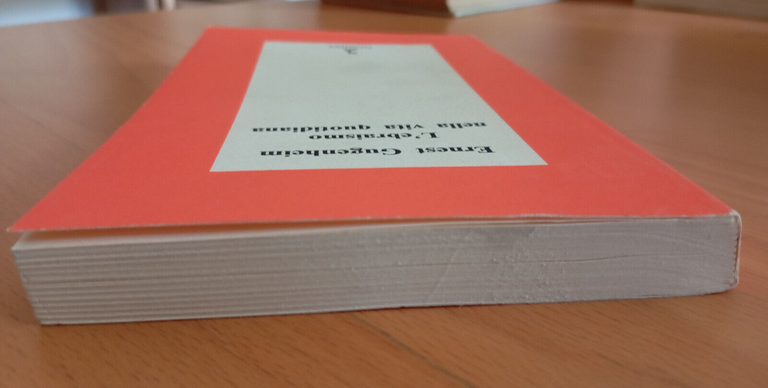 Ernest Gugenheim
L'ebraismo
nella vita quotidiana